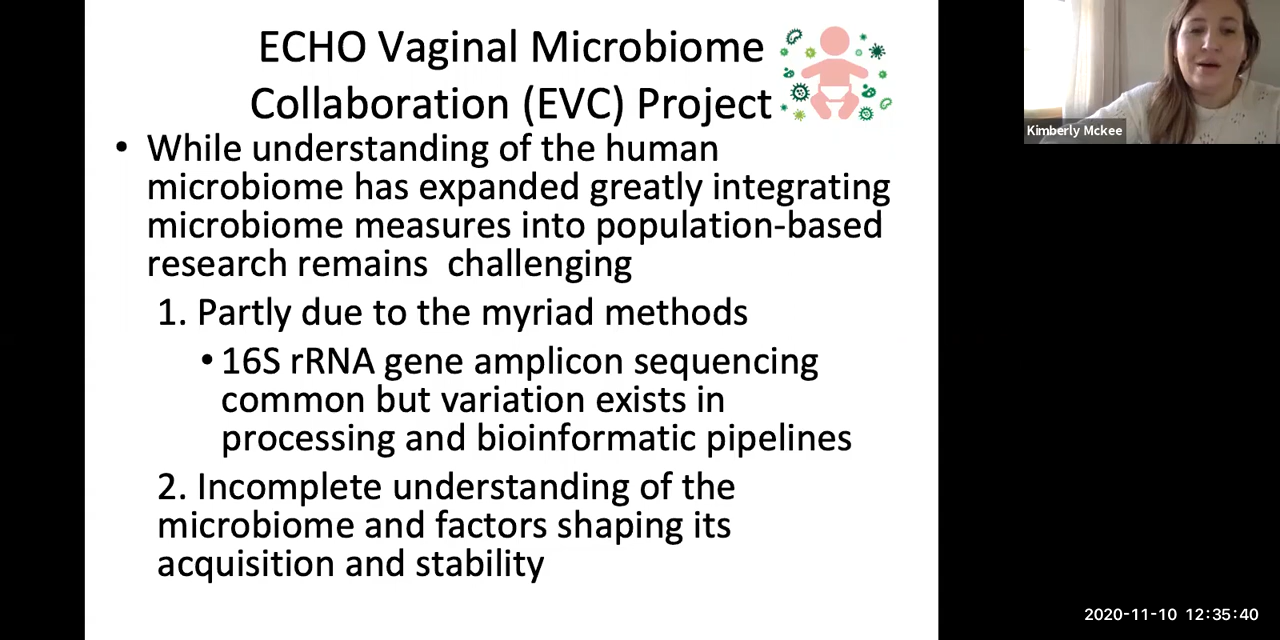 ECHO Vaginal Microbiome
Collaboration (EVC) Project
• While understanding of the human
microbiome has expanded greatly integrating
microbiome measures into population-based
research remains  challenging
1. Partly due to the myriad methods
• 16S rRNA gene amplicon sequencing
common but variation exists in
processing and bioinformatic pipelines
2. Incomplete understanding of the
microbiome and factors shaping its
acquisition and stability
Kimberly Mckee
2020-11-10 12:35:40